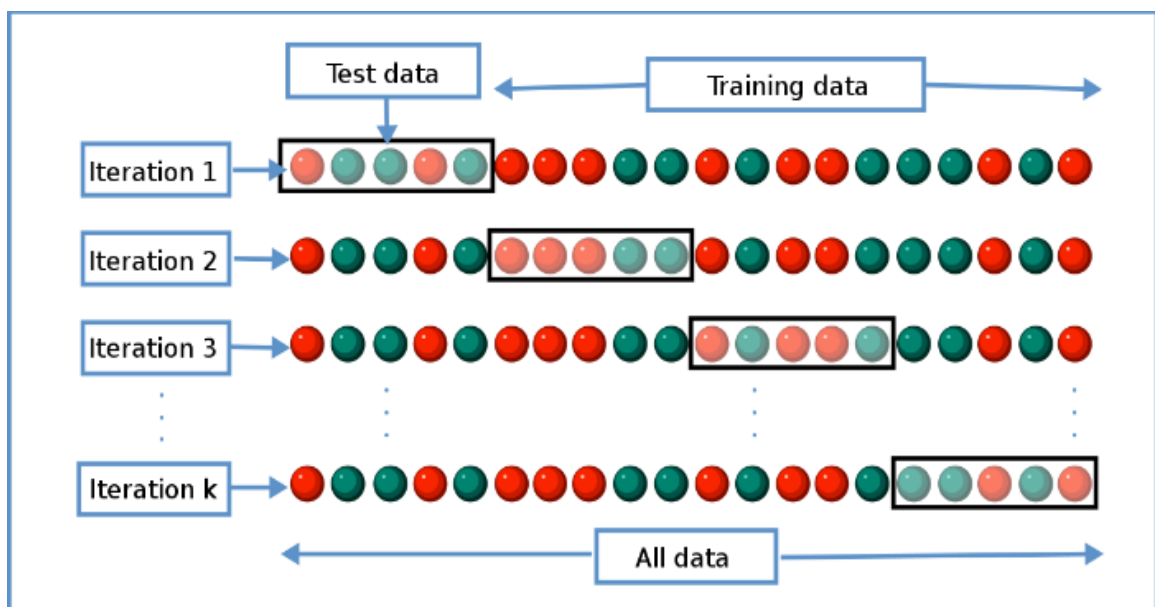 Test data
Training data
Iteration 1
Iteration 2
Iteration 3
Iteration k
All data